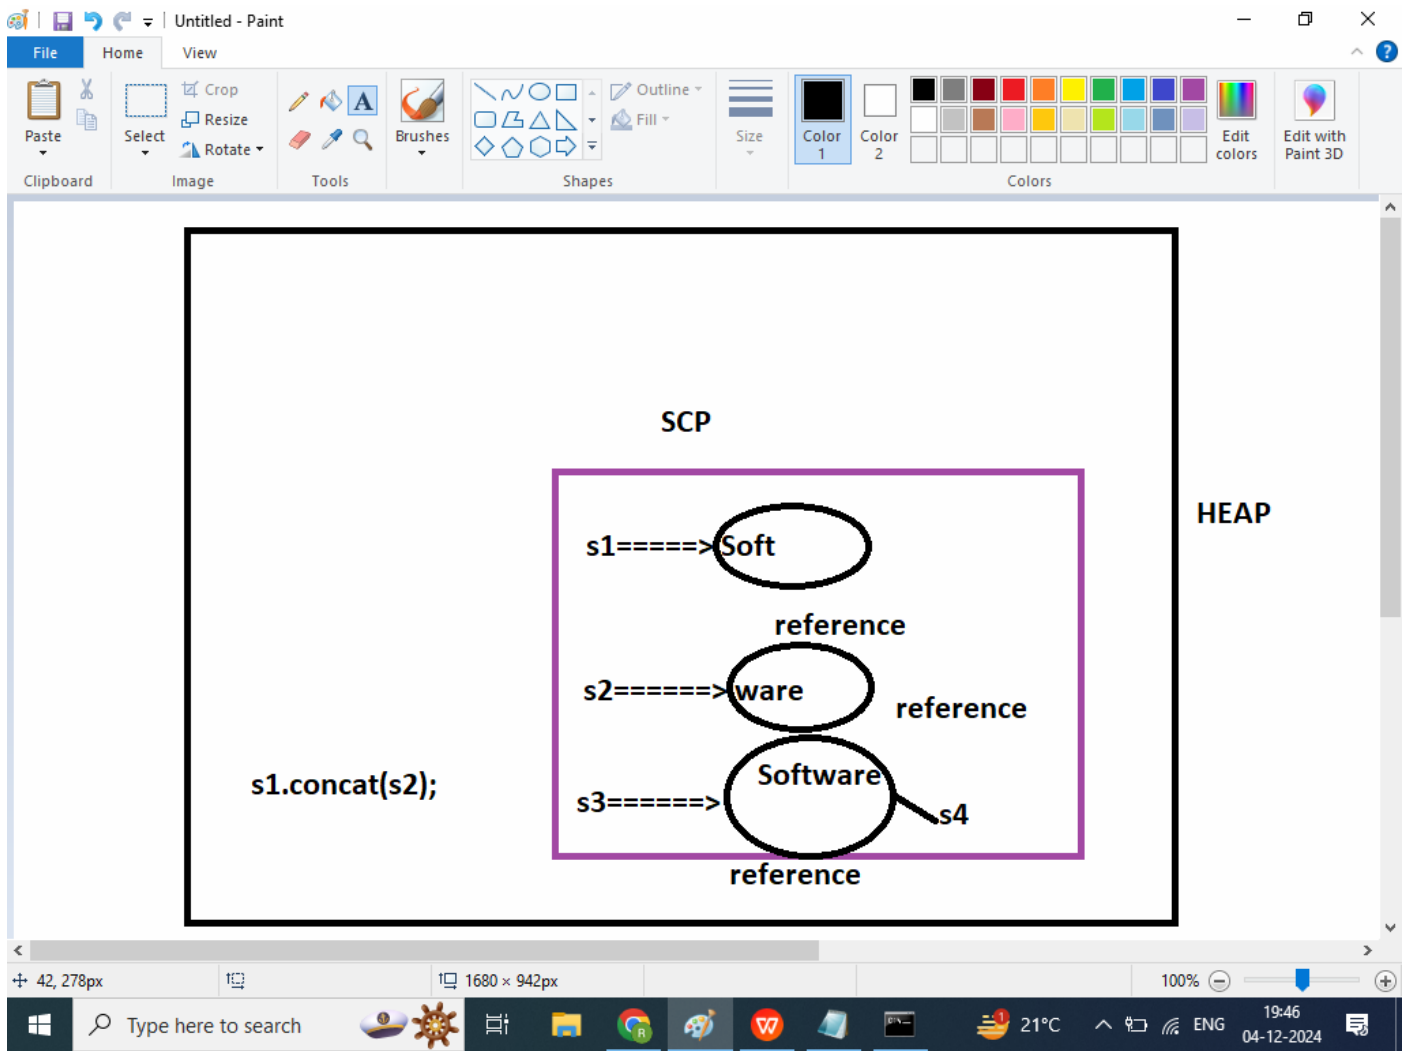 Untitled - Paint
File Home View
Paste
Clipboard
Select
Crop
Resize
Rotate
Image
Tools
Brushes
Outline
Fill
Shapes
Size
Color
1
Color
2
Colors
Edit
colors
Edit with
Paint 3D
SCP
HEAP
s1=====>Soft
reference
s2======>ware
reference
Software
s1.concat(s2);
s3======>
s4
reference
42, 278px
1680 × 942px
100%
Type here to search
1
21°C
ENG
19:46
04-12-2024